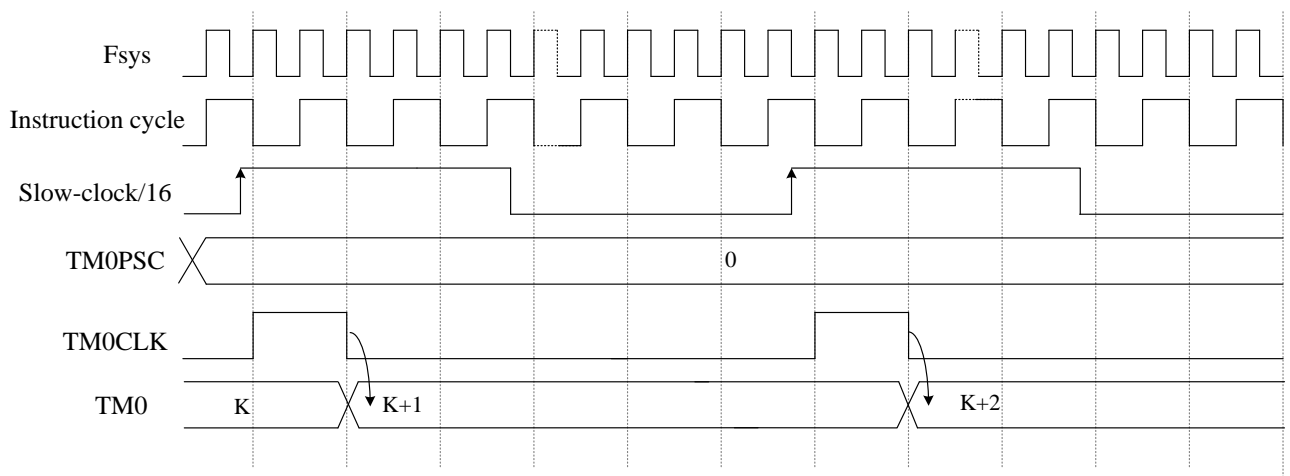 Fsys
Instruction cycle
Slow-clock/16
TM0PSC
0
TM0CLK
TM0
K
K+1
K+2